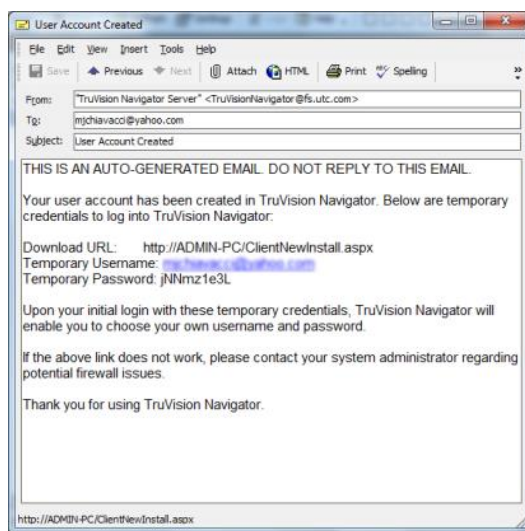 User Account Created
File Edit View Insert Tools Help
Save Previous Next Attach HTML Print Spelling »
From: "TruVision Navigator Server" <TruVisionNavigator@fs.utc.com>
To: mjchiavacci@yahoo.com
Subject: User Account Created
THIS IS AN AUTO-GENERATED EMAIL. DO NOT REPLY TO THIS EMAIL.
Your user account has been created in TruVision Navigator. Below are temporary
credentials to log into TruVision Navigator:
Download URL: http://ADMIN-PC/ClientNewInstall.aspx
Temporary Username: mjchiavacci@yahoo.com
Temporary Password: jNNmz1e3L
Upon your initial login with these temporary credentials, TruVision Navigator will
enable you to choose your own username and password.
If the above link does not work, please contact your system administrator regarding
potential firewall issues.
Thank you for using TruVision Navigator.
http://ADMIN-PC/ClientNewInstall.aspx